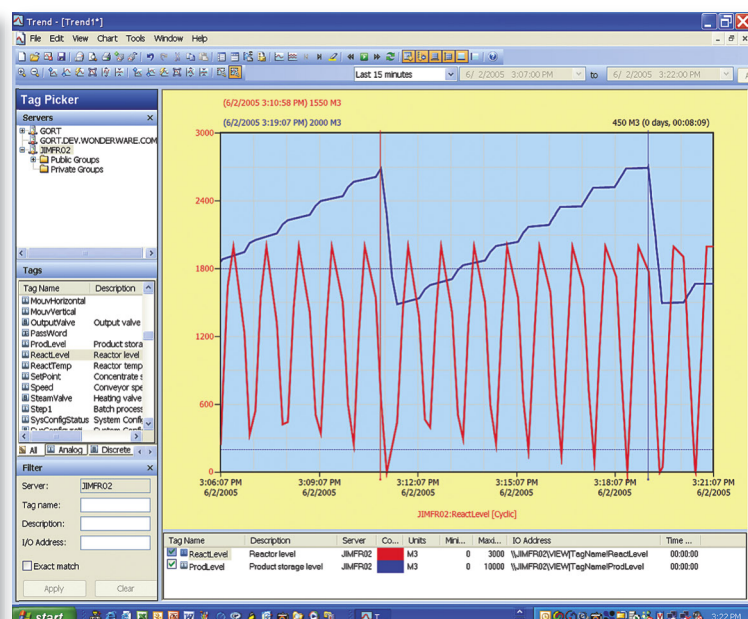 Trend - [Trend1*]
File Edit View Chart Tools Window Help
Last 15 minutes
6/ 2/2005 3:07:00 PM
to
6/ 2/2005 3:22:00 PM
Tag Picker
Servers
GORT
GORT.DEV.WONDERWARE.COM
JIMFR02
Public Groups
Private Groups
Tags
Tag Name Description
MouvHorizontal
MouvVertical
OutputValve Output valve
PassWord
ProdLevel Product stora
ReactLevel Reactor level
ReactTemp Reactor temp
SetPoint Concentrate s
Speed Conveyor spe
SteamValve Heating valve
Step1 Batch process
SysConfigStatus System Confi
All Analog Discrete
Filter
Server: JIMFR02
Tag name:
Description:
I/O Address:
Exact match
Apply Clear
(6/2/2005 3:10:58 PM) 1550 M3
(6/2/2005 3:19:07 PM) 2000 M3
450 M3 (0 days, 00:08:09)
3000
2400
1800
1200
600
0
3:06:07 PM 3:09:07 PM 3:12:07 PM 3:15:07 PM 3:18:07 PM 3:21:07 PM
6/2/2005 6/2/2005 6/2/2005 6/2/2005 6/2/2005 6/2/2005
JIMFR02:ReactLevel [Cyclic]
Tag Name Description Server Co... Units Mini... Maxi... IO Address Time ...
ReactLevel Reactor level JIMFR02 M3 0 3000 \\JIMFR02\VIEW|TagName!ReactLevel 00:00:00
ProdLevel Product storage level JIMFR02 M3 0 10000 \\JIMFR02\VIEW|TagName!ProdLevel 00:00:00
start
3:22 PM